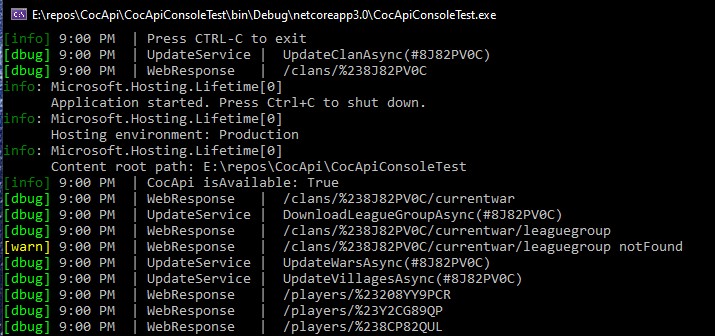 E:\repos\CocApi\CocApiConsoleTest\bin\Debug\netcoreapp3.0\CocApiConsoleTest.exe
[info] 9:00 PM | Press CTRL-C to exit
[dbug] 9:00 PM | UpdateService | UpdateClanAsync(#8J82PV0C)
[dbug] 9:00 PM | WebResponse | /clans/%238J82PV0C
info: Microsoft.Hosting.Lifetime[0]
Application started. Press Ctrl+C to shut down.
info: Microsoft.Hosting.Lifetime[0]
Hosting environment: Production
info: Microsoft.Hosting.Lifetime[0]
Content root path: E:\repos\CocApi\CocApiConsoleTest
[info] 9:00 PM | CocApi isAvailable: True
[dbug] 9:00 PM | WebResponse | /clans/%238J82PV0C/currentwar
[dbug] 9:00 PM | UpdateService | DownloadLeagueGroupAsync(#8J82PV0C)
[dbug] 9:00 PM | WebResponse | /clans/%238J82PV0C/currentwar/leaguegroup
[warn] 9:00 PM | WebResponse | /clans/%238J82PV0C/currentwar/leaguegroup notFound
[dbug] 9:00 PM | UpdateService | UpdateWarsAsync(#8J82PV0C)
[dbug] 9:00 PM | UpdateService | UpdateVillagesAsync(#8J82PV0C)
[dbug] 9:00 PM | WebResponse | /players/%23208YY9PCR
[dbug] 9:00 PM | WebResponse | /players/%23Y2CG89QP
[dbug] 9:00 PM | WebResponse | /players/%238CP82QUL